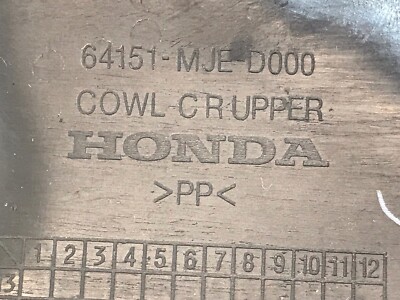 64151-MJE-D000
COWL-CRUPPER
HONDA
>PP<
1 2 3 4 5 6 7 8 9 10 11 12
3